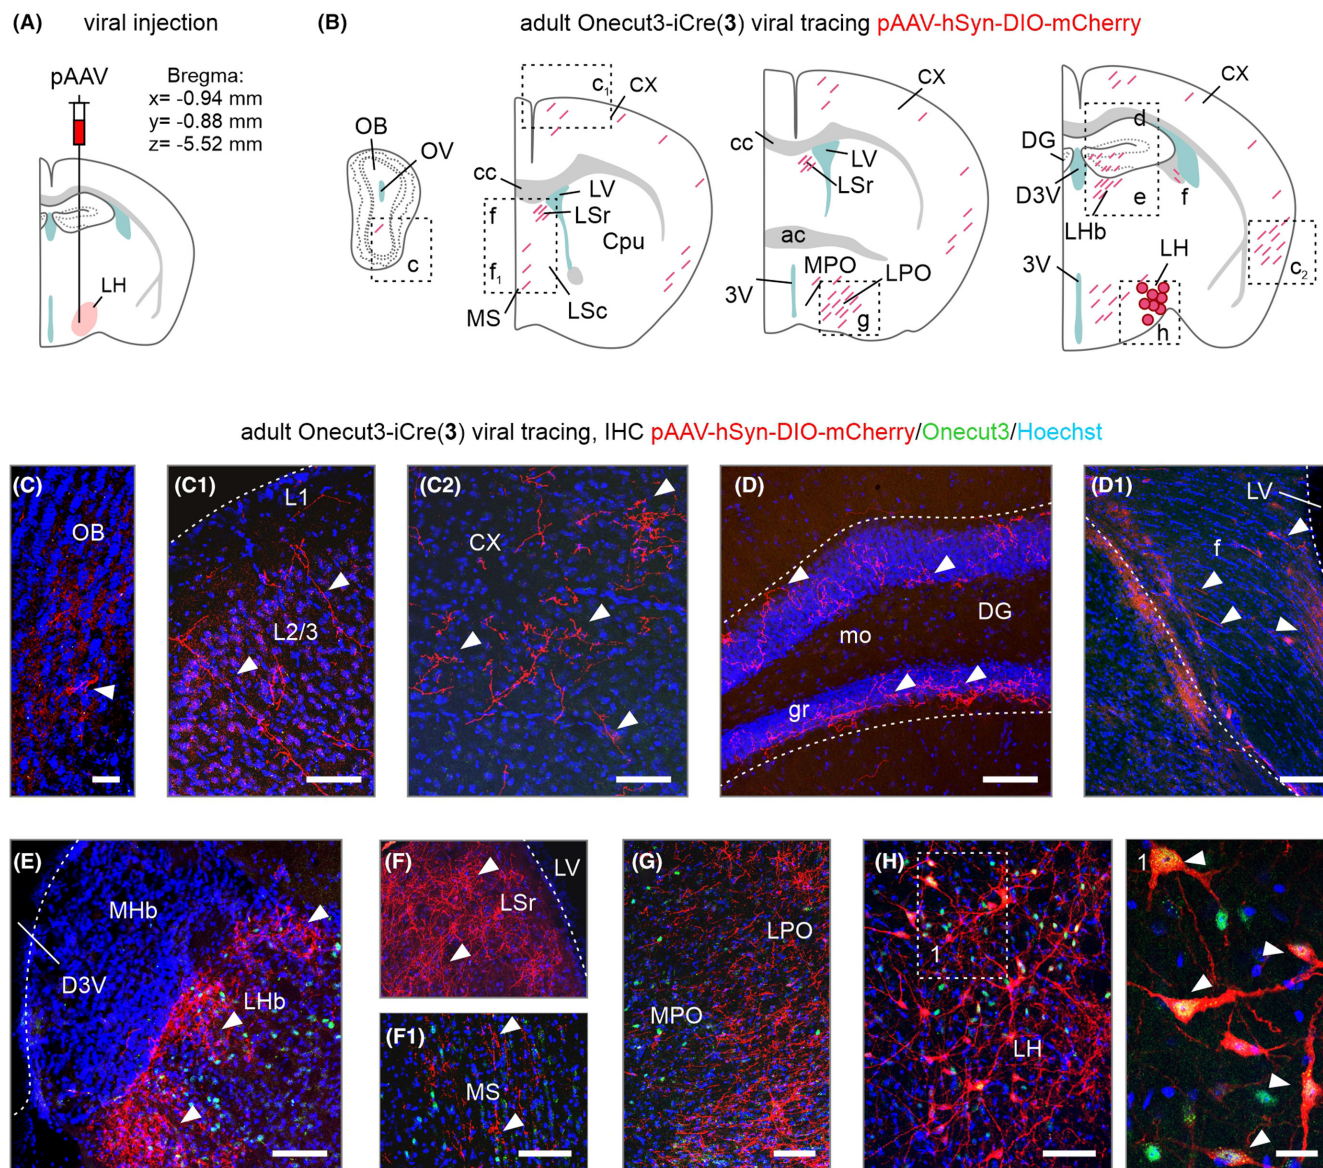 (A) viral injection
pAAV
Bregma:
x= -0.94 mm
y= -0.88 mm
z= -5.52 mm
LH
(B) adult Onecut3-iCre(3) viral tracing pAAV-hSyn-DIO-mCherry
OB
OV
c
c1
CX
cc
LV
LSr
f
Cpu
f1
MS
LSc
CX
cc
LV
LSr
ac
MPO
LPO
3V
g
CX
d
DG
D3V
f
e
LHb
LH
3V
c2
h
adult Onecut3-iCre(3) viral tracing, IHC pAAV-hSyn-DIO-mCherry/Onecut3/Hoechst
(C)
OB
(C1)
L1
L2/3
(C2)
CX
(D)
DG
mo
gr
(D1)
LV
f
(E)
MHb
D3V
LHb
(F)
LV
LSr
(F1)
MS
(G)
LPO
MPO
(H)
1
LH
1